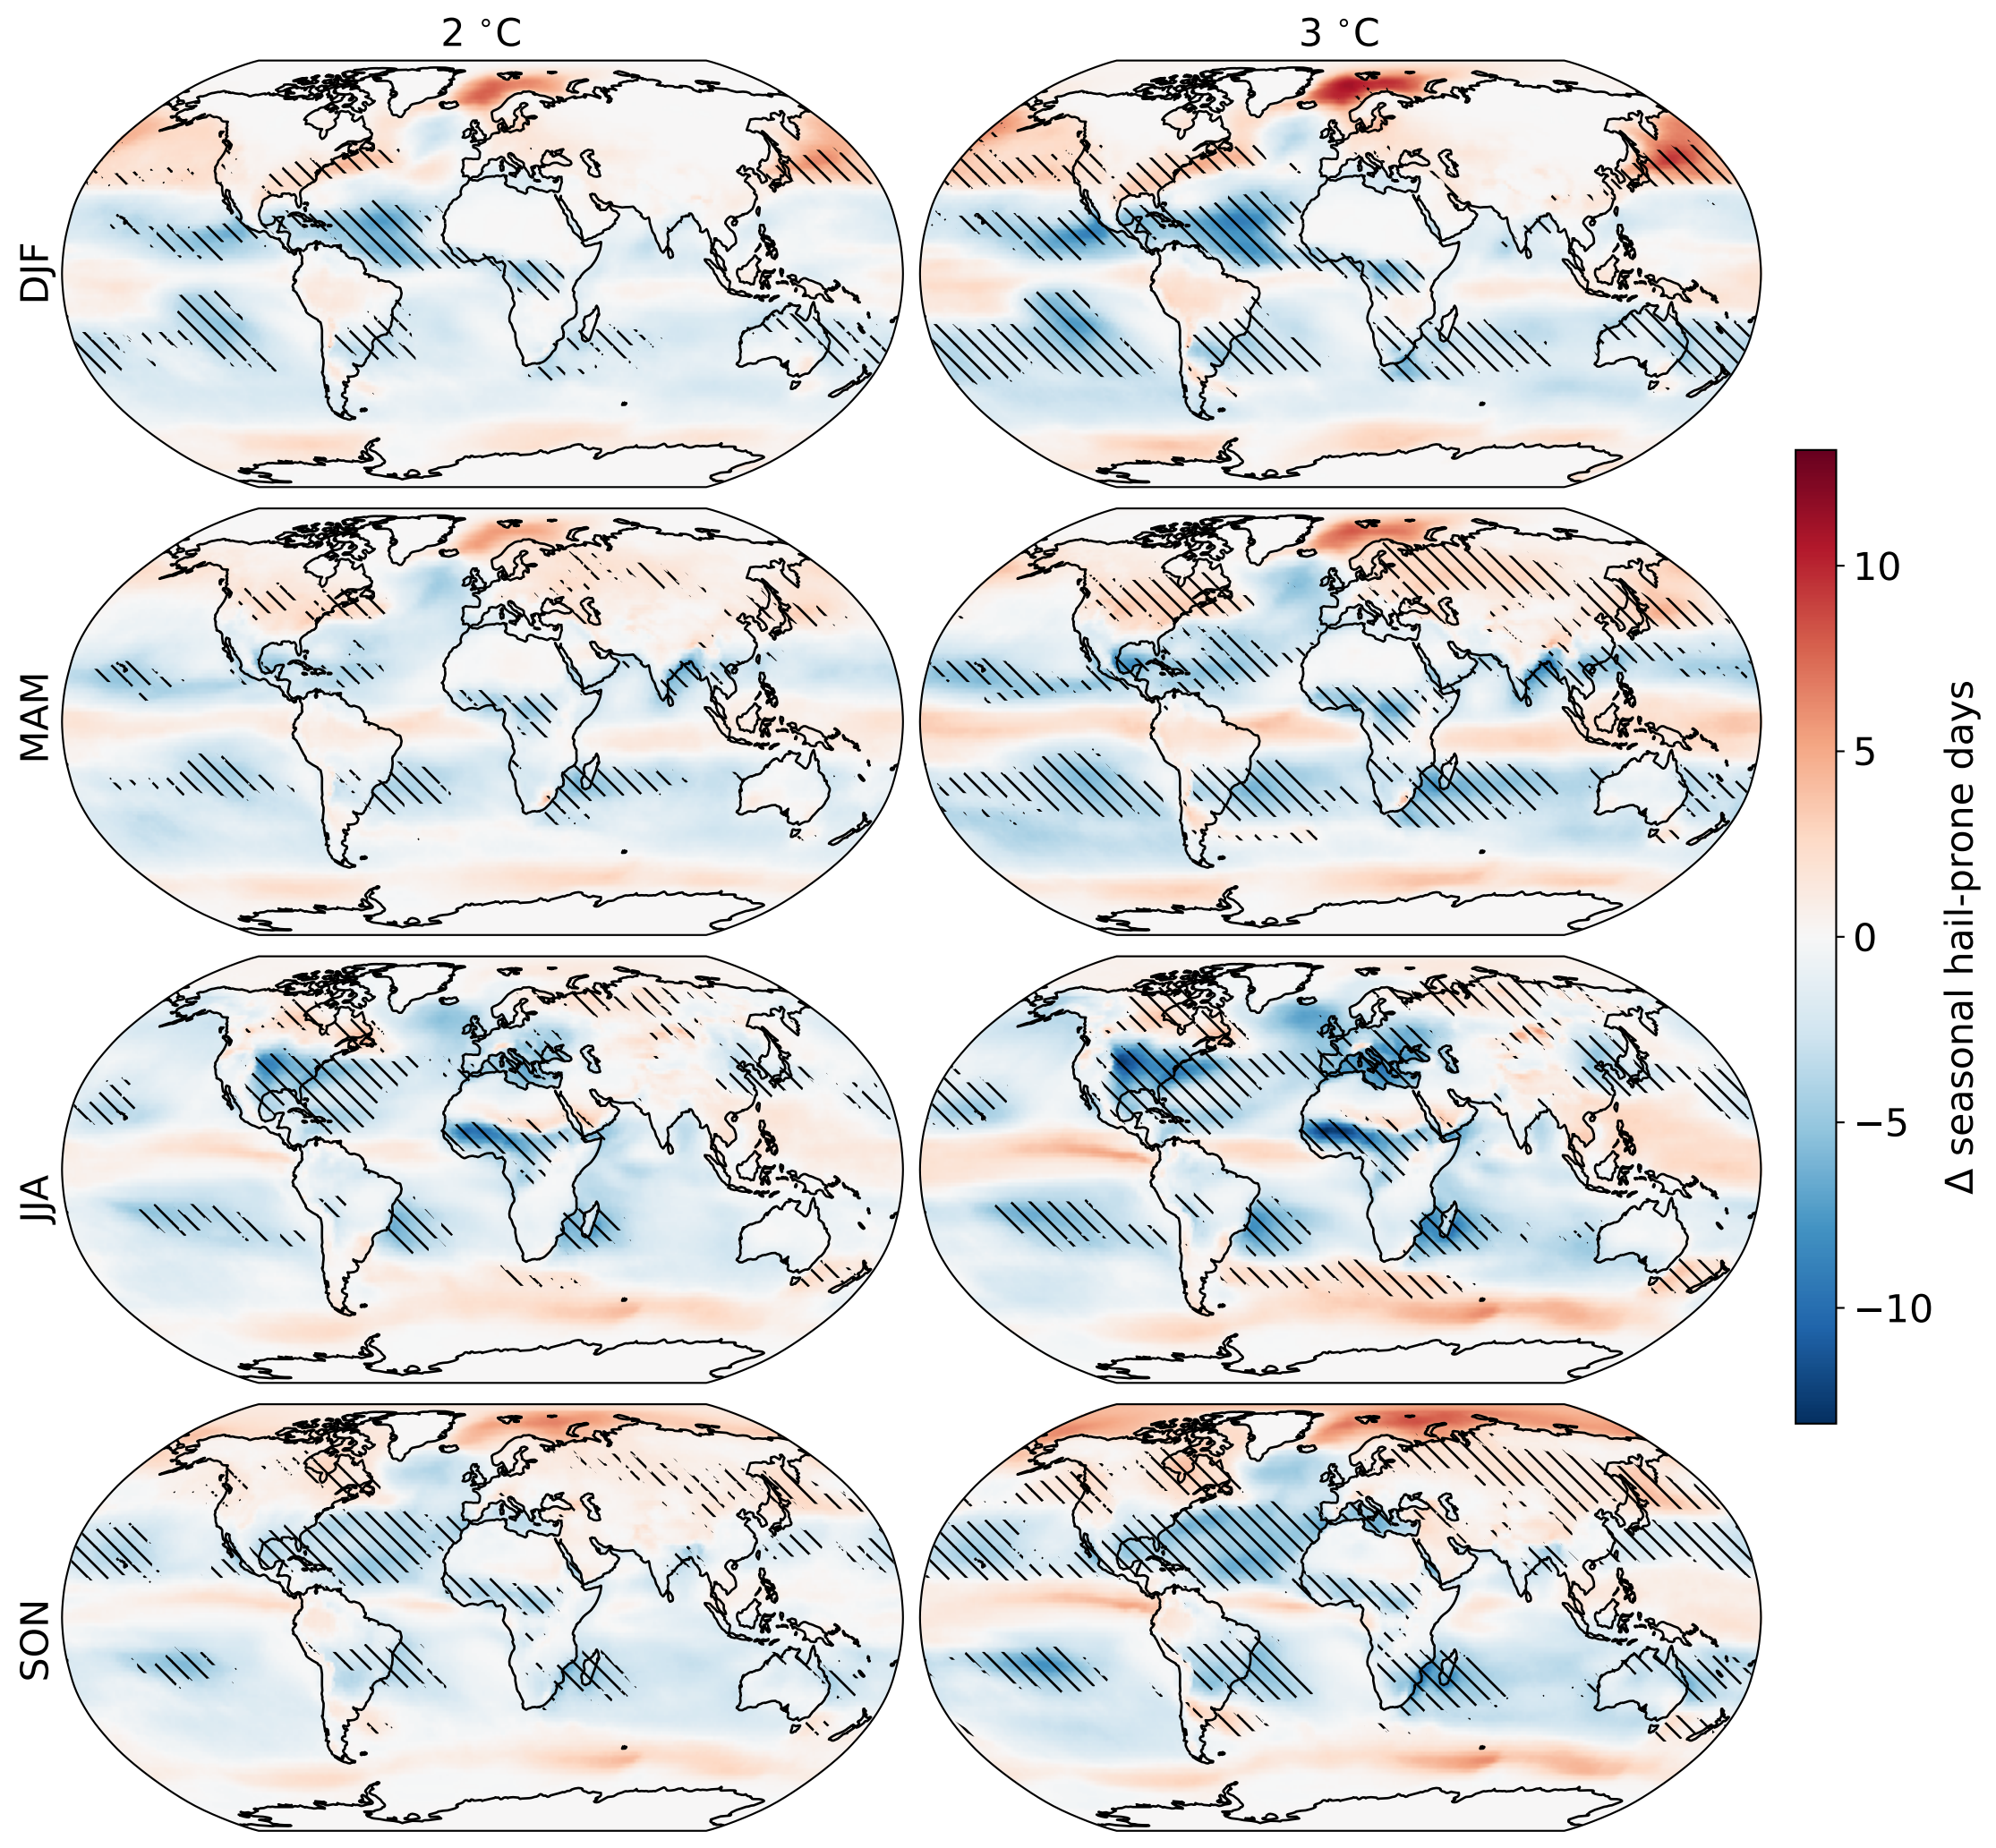 2 °C
3 °C
DJF
MAM
JJA
SON
10
5
0
−5
−10
Δ seasonal hail-prone days